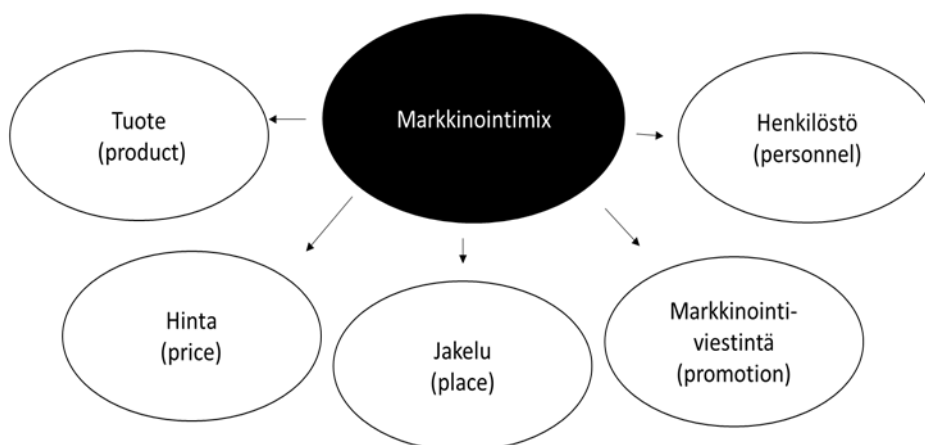 Markkinointimix
Tuote
(product)
Henkilöstö
(personnel)
Hinta
(price)
Jakelu
(place)
Markkinointi-
viestintä
(promotion)